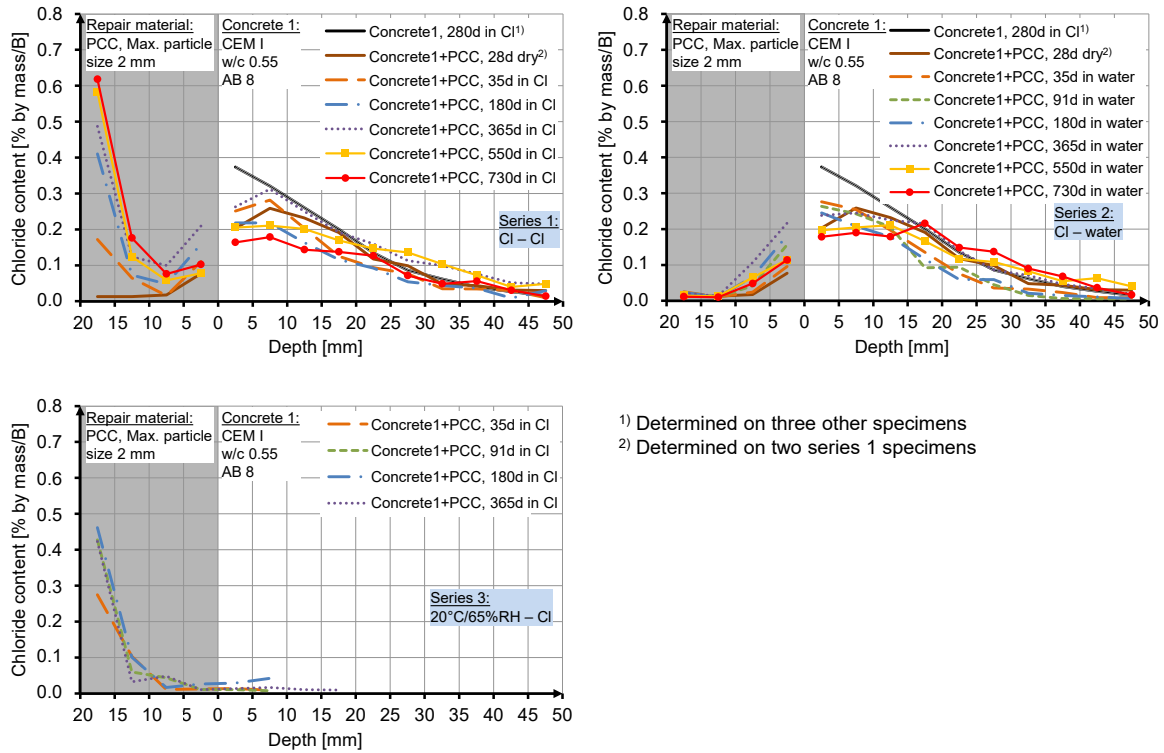 0.8
0.7
0.6
0.5
0.4
0.3
0.2
0.1
0.0
Chloride content [% by mass/B]
Repair material:
PCC, Max. particle
size 2 mm
Concrete 1:
CEM I
w/c 0.55
AB 8
Concrete1, 280d in Cl1)
Concrete1+PCC, 28d dry2)
Concrete1+PCC, 35d in Cl
Concrete1+PCC, 180d in Cl
Concrete1+PCC, 365d in Cl
Concrete1+PCC, 550d in Cl
Concrete1+PCC, 730d in Cl
Series 1:
Cl – Cl
20 15 10 5 0 5 10 15 20 25 30 35 40 45 50
Depth [mm]
0.8
0.7
0.6
0.5
0.4
0.3
0.2
0.1
0.0
Chloride content [% by mass/B]
Repair material:
PCC, Max. particle
size 2 mm
Concrete 1:
CEM I
w/c 0.55
AB 8
Concrete1, 280d in Cl1)
Concrete1+PCC, 28d dry2)
Concrete1+PCC, 35d in water
Concrete1+PCC, 91d in water
Concrete1+PCC, 180d in water
Concrete1+PCC, 365d in water
Concrete1+PCC, 550d in water
Concrete1+PCC, 730d in water
Series 2:
Cl – water
20 15 10 5 0 5 10 15 20 25 30 35 40 45 50
Depth [mm]
0.8
0.7
0.6
0.5
0.4
0.3
0.2
0.1
0.0
Chloride content [% by mass/B]
Repair material:
PCC, Max. particle
size 2 mm
Concrete 1:
CEM I
w/c 0.55
AB 8
Concrete1+PCC, 35d in Cl
Concrete1+PCC, 91d in Cl
Concrete1+PCC, 180d in Cl
Concrete1+PCC, 365d in Cl
Series 3:
20°C/65%RH – Cl
20 15 10 5 0 5 10 15 20 25 30 35 40 45 50
Depth [mm]
1) Determined on three other specimens
2) Determined on two series 1 specimens